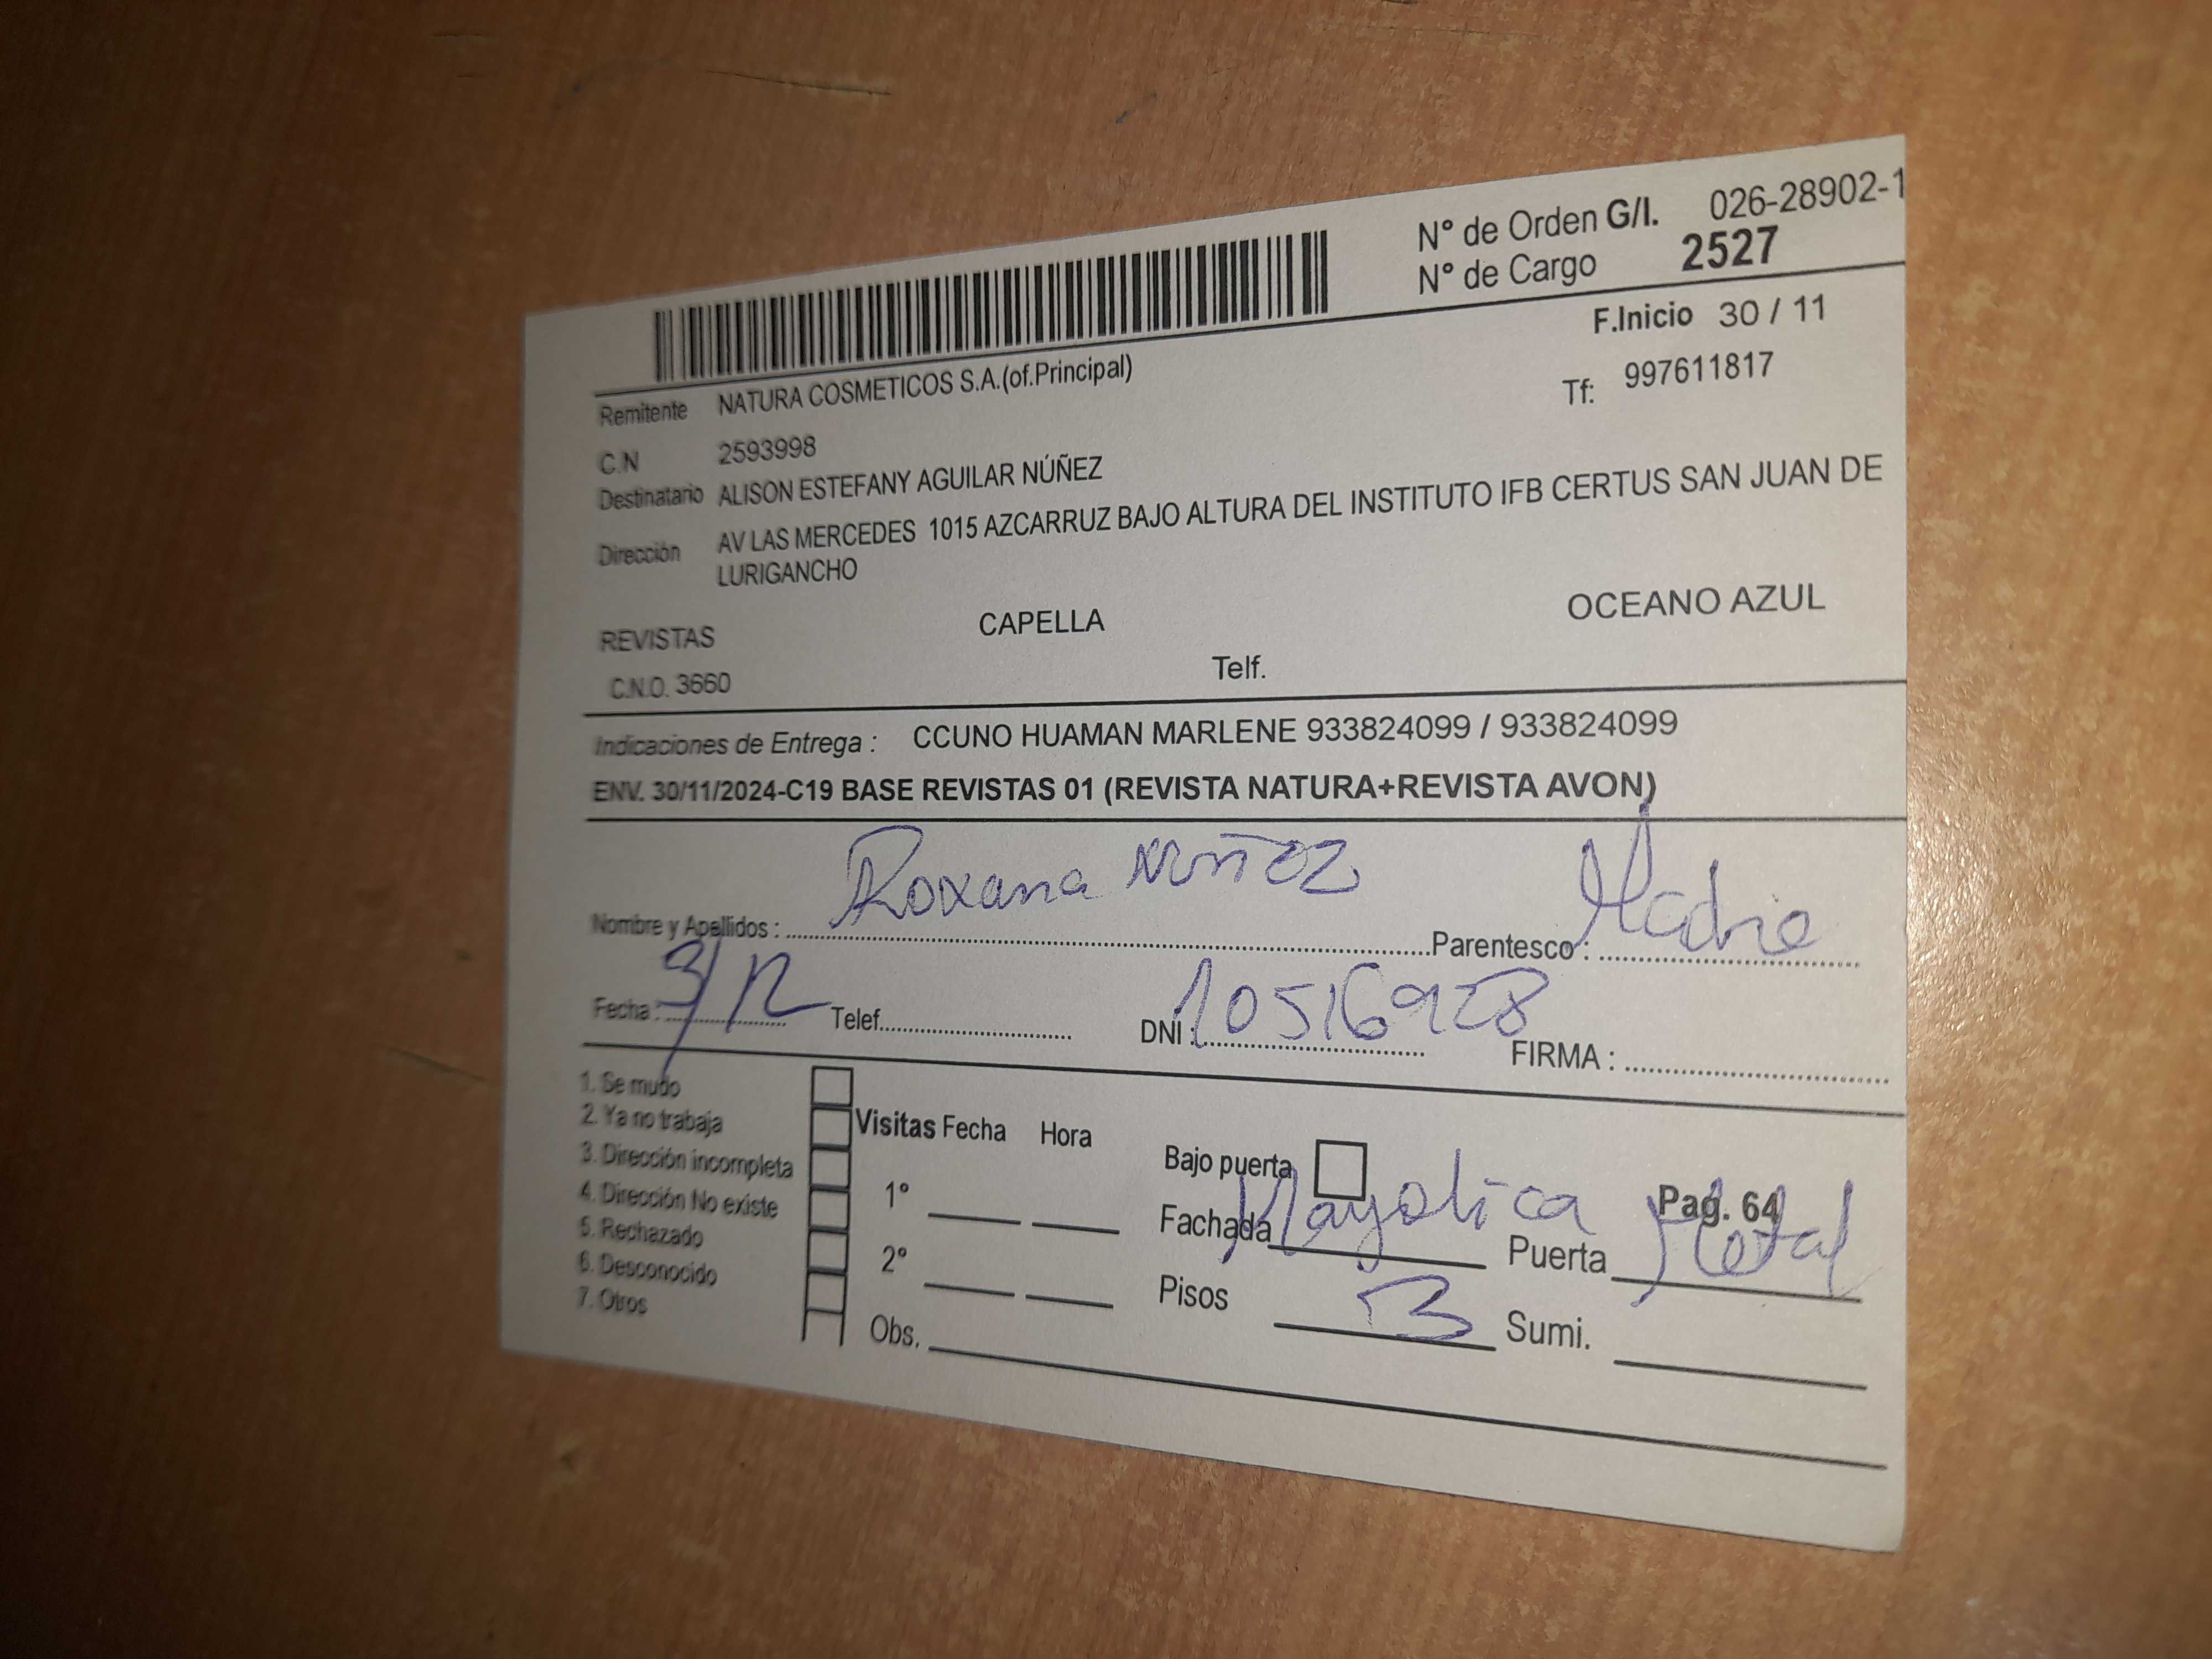 N° de Orden G/I. 026-28902-1
N° de Cargo 2527
F.Inicio 30 / 11
Remitente NATURA COSMETICOS S.A.(of.Principal) Tf: 997611817
C.N 2593998
Destinatario ALISON ESTEFANY AGUILAR NÚÑEZ
Dirección AV LAS MERCEDES 1015 AZCARRUZ BAJO ALTURA DEL INSTITUTO IFB CERTUS SAN JUAN DE
LURIGANCHO
REVISTAS CAPELLA OCEANO AZUL
C.N.O. 3660 Telf.
Indicaciones de Entrega : CCUNO HUAMAN MARLENE 933824099 / 933824099
ENV. 30/11/2024-C19 BASE REVISTAS 01 (REVISTA NATURA+REVISTA AVON)
Nombre y Apellidos : Roxana Nuñez Parentesco : Madre
Fecha : 3/12 Telef. DNI : 10516928 FIRMA :
1. Se mudo
2. Ya no trabaja
3. Dirección incompleta
4. Dirección No existe
5. Rechazado
6. Desconocido
7. Otros
Visitas Fecha Hora
1°
2°
Obs.
Bajo puerta Pag. 64
Fachada Mayolica Puerta Metal
Pisos 3 Sumi.